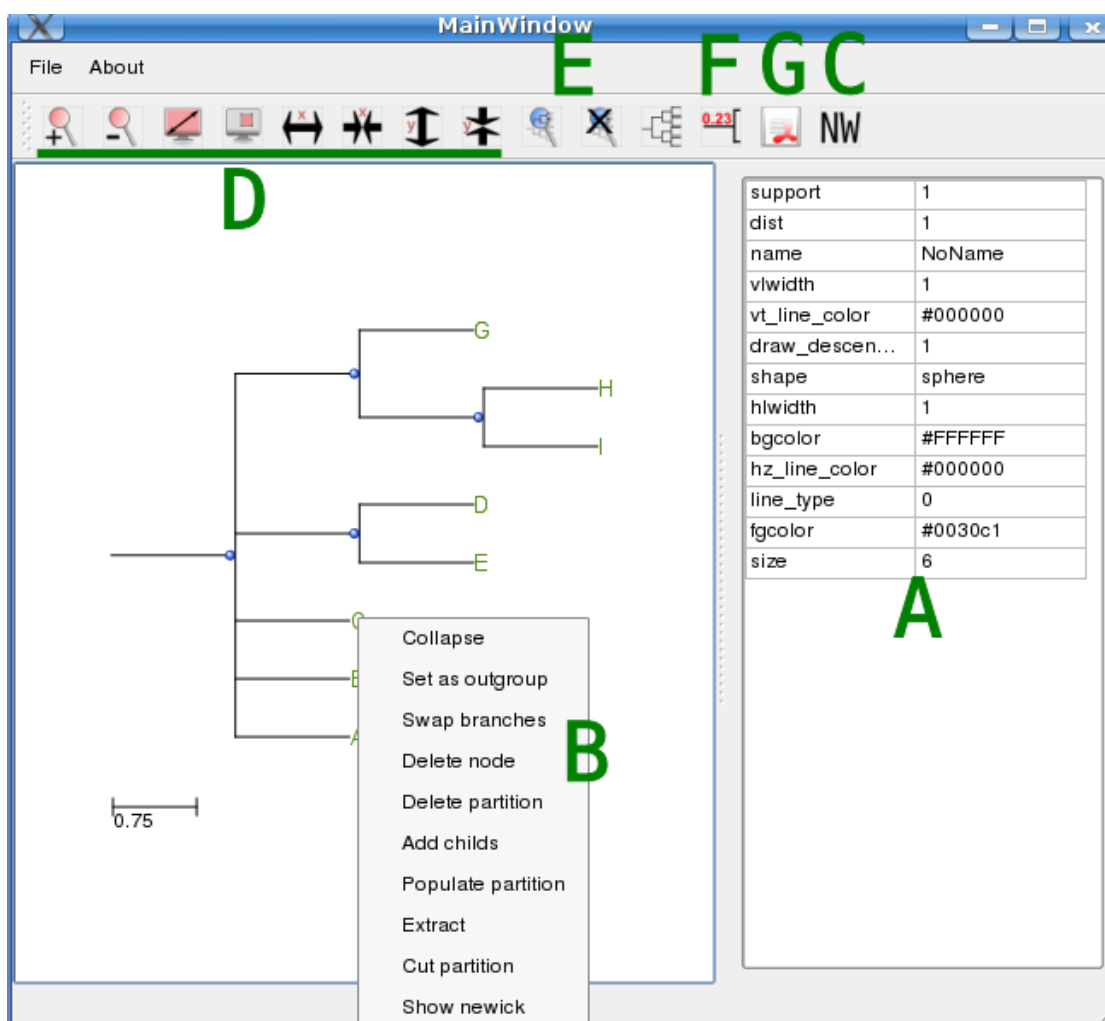 MainWindow
File About
E F G C
x x y y 0.23 NW
D
support 1
dist 1
name NoName
vlwidth 1
vt_line_color #000000
draw_descen... 1
shape sphere
hlwidth 1
bgcolor #FFFFFF
hz_line_color #000000
line_type 0
fgcolor #0030c1
size 6
A
G
H
I
D
E
C
B
A
0.75
Collapse
Set as outgroup
Swap branches
B
Delete node
Delete partition
Add childs
Populate partition
Extract
Cut partition
Show newick